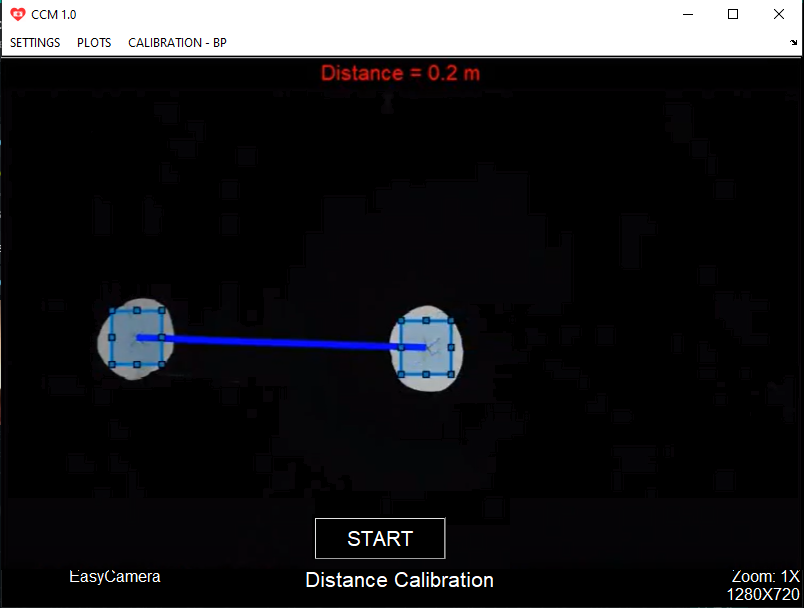 CCM 1.0
SETTINGS PLOTS CALIBRATION - BP
Distance = 0.2 m
START
EasyCamera
Distance Calibration
Zoom: 1X
1280X720